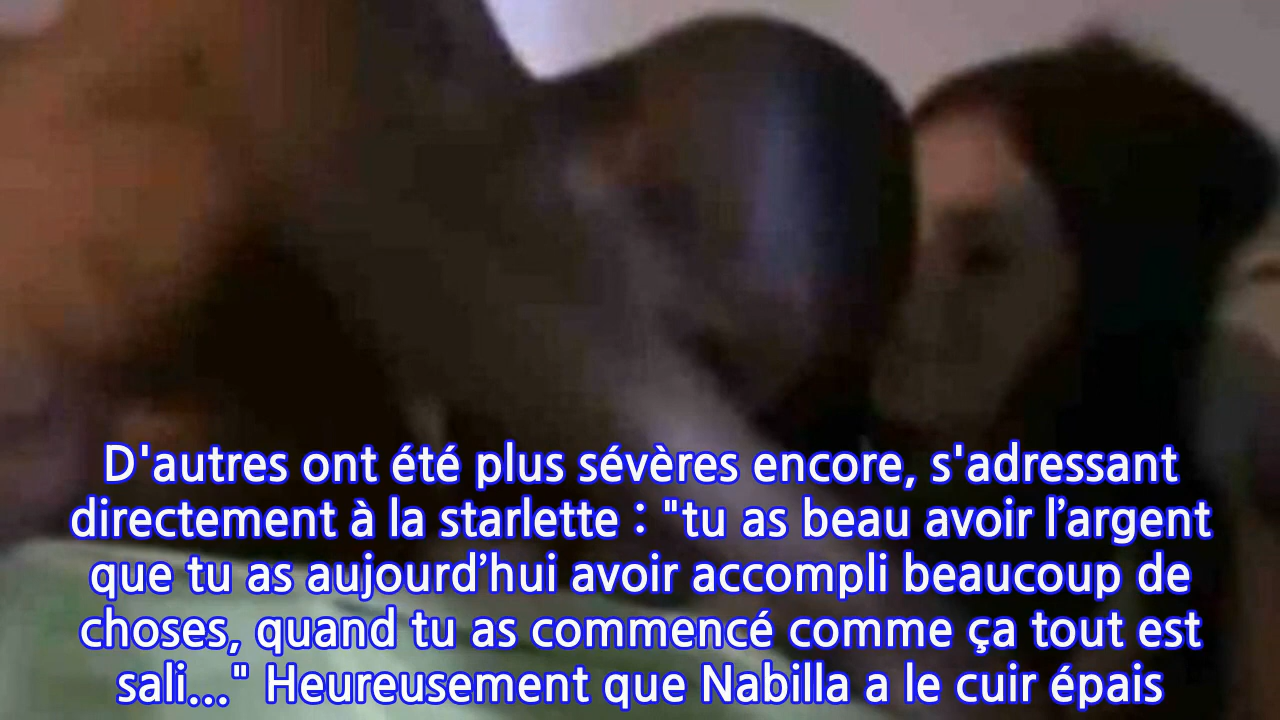 D'autres ont été plus sévères encore, s'adressant
directement à la starlette : "tu as beau avoir l’argent
que tu as aujourd’hui avoir accompli beaucoup de
choses, quand tu as commencé comme ça tout est
sali..." Heureusement que Nabilla a le cuir épais